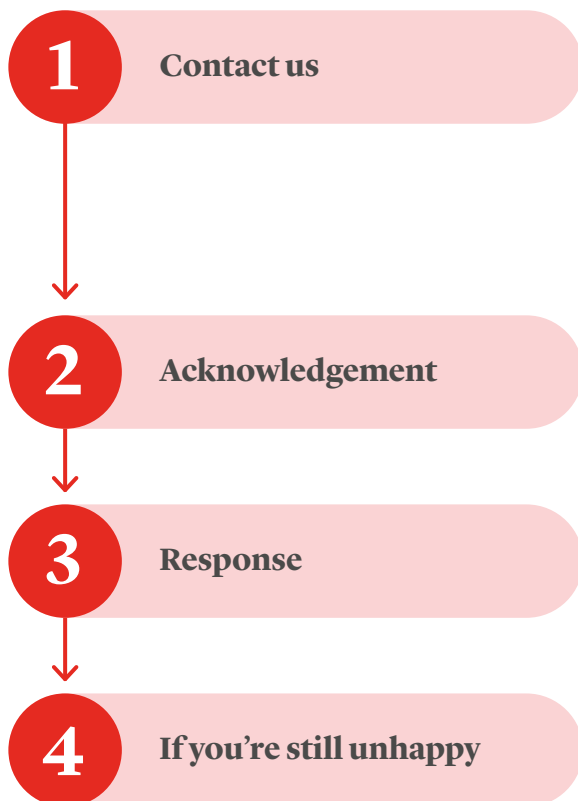 1 Contact us
2 Acknowledgement
3 Response
4 If you’re still unhappy